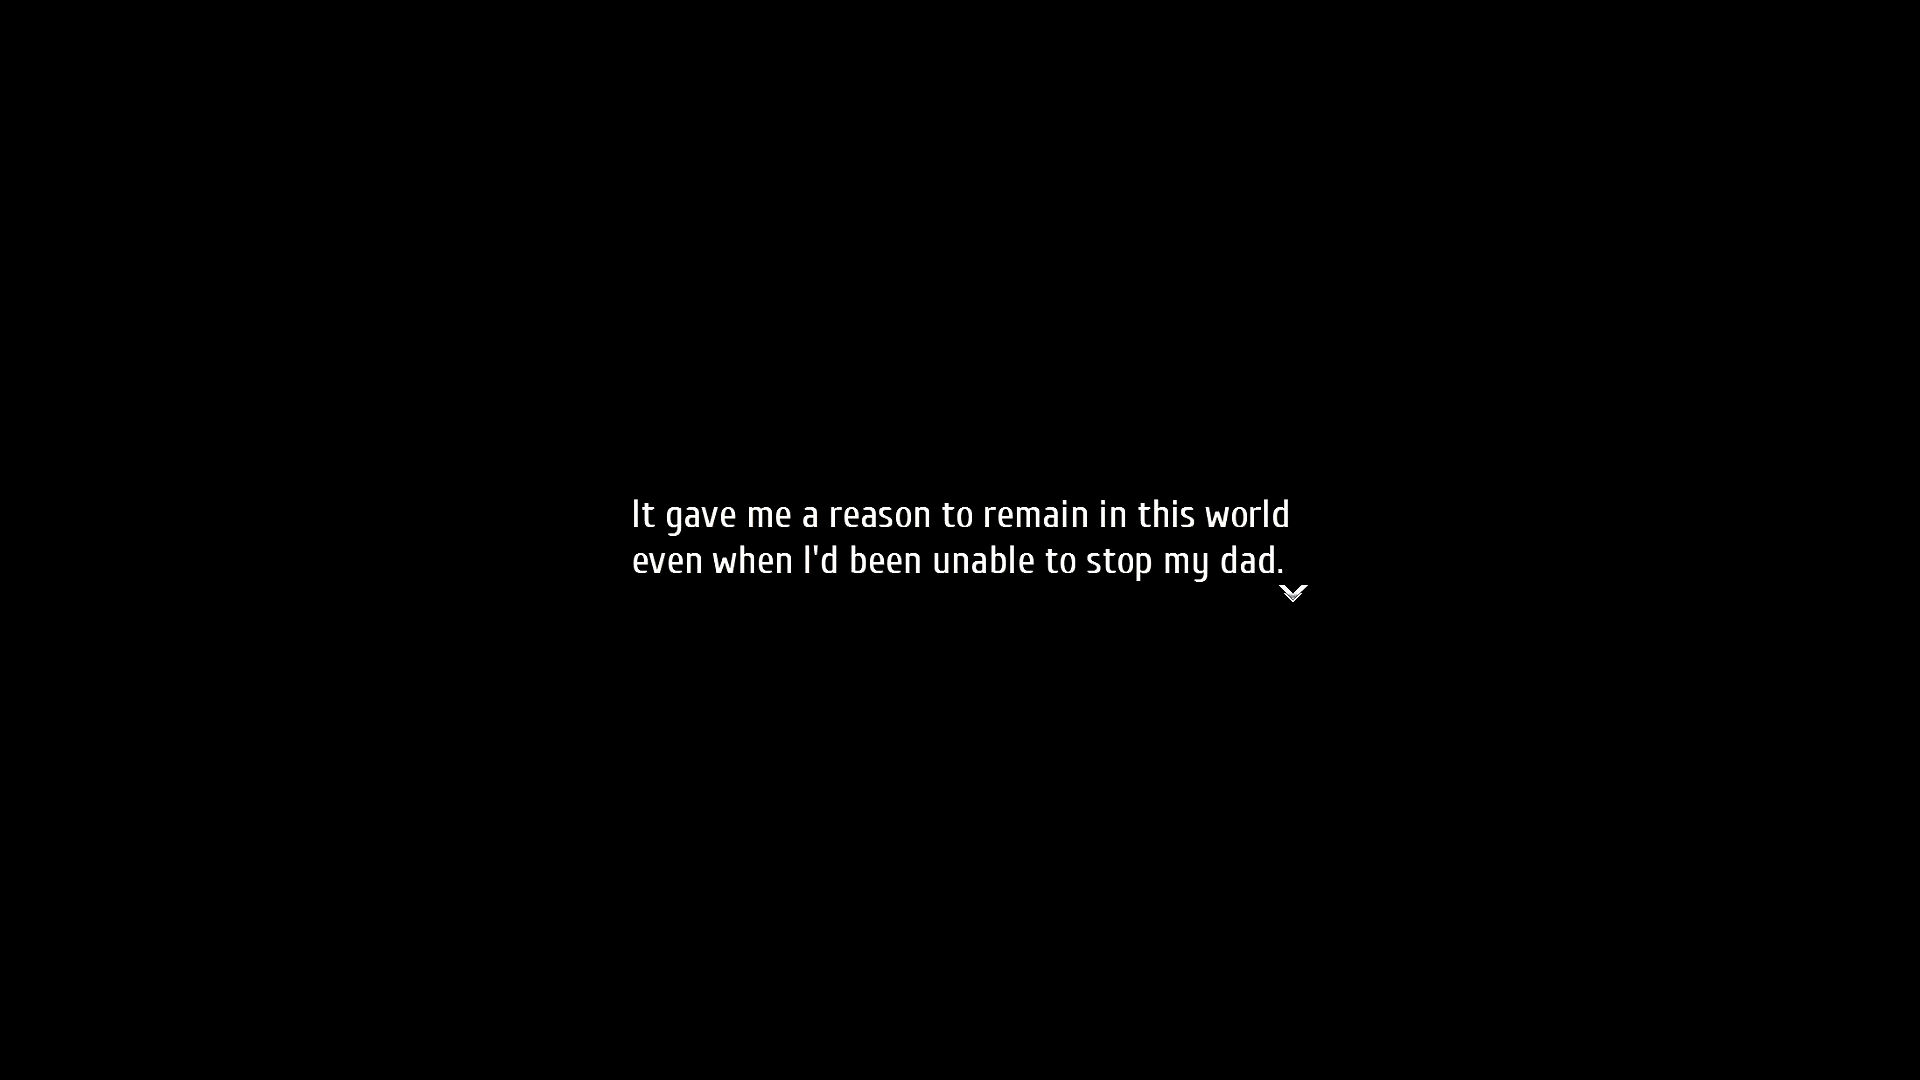 It gave me a reason to remain in this world
even when I'd been unable to stop my dad.